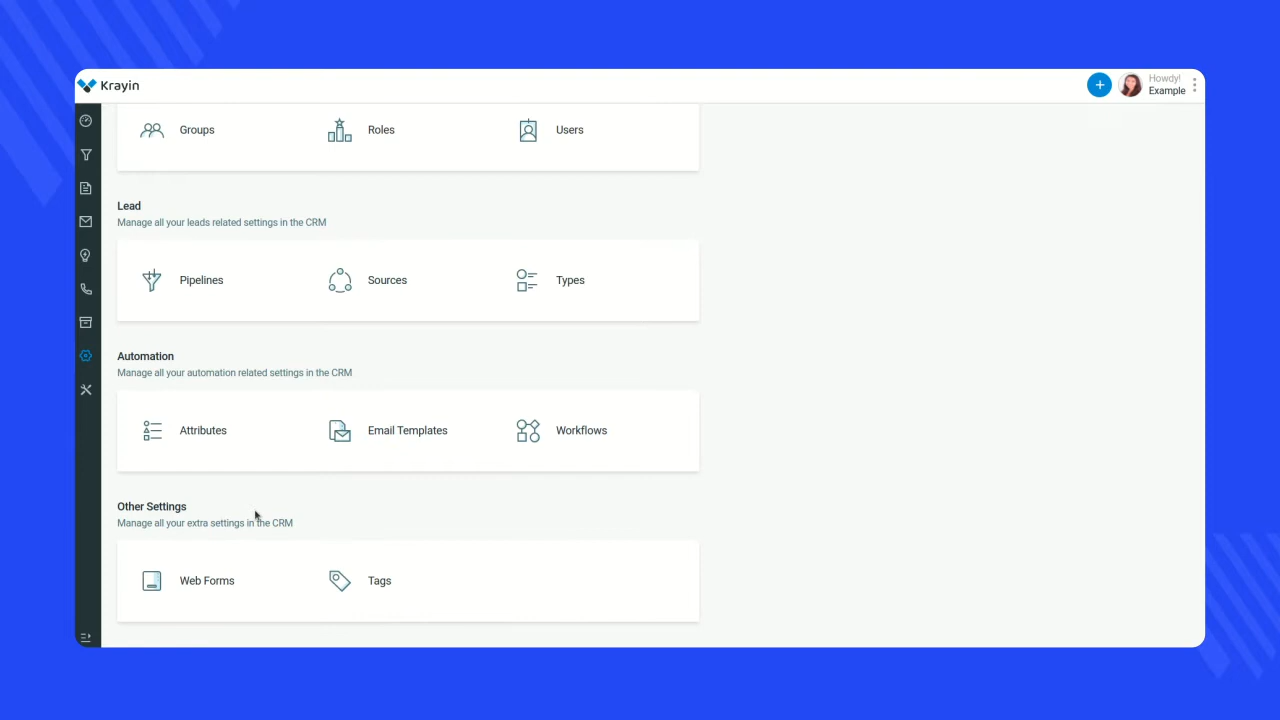 Krayin
Howdy!
Example
Groups
Roles
Users
Lead
Manage all your leads related settings in the CRM
Pipelines
Sources
Types
Automation
Manage all your automation related settings in the CRM
Attributes
Email Templates
Workflows
Other Settings
Manage all your extra settings in the CRM
Web Forms
Tags